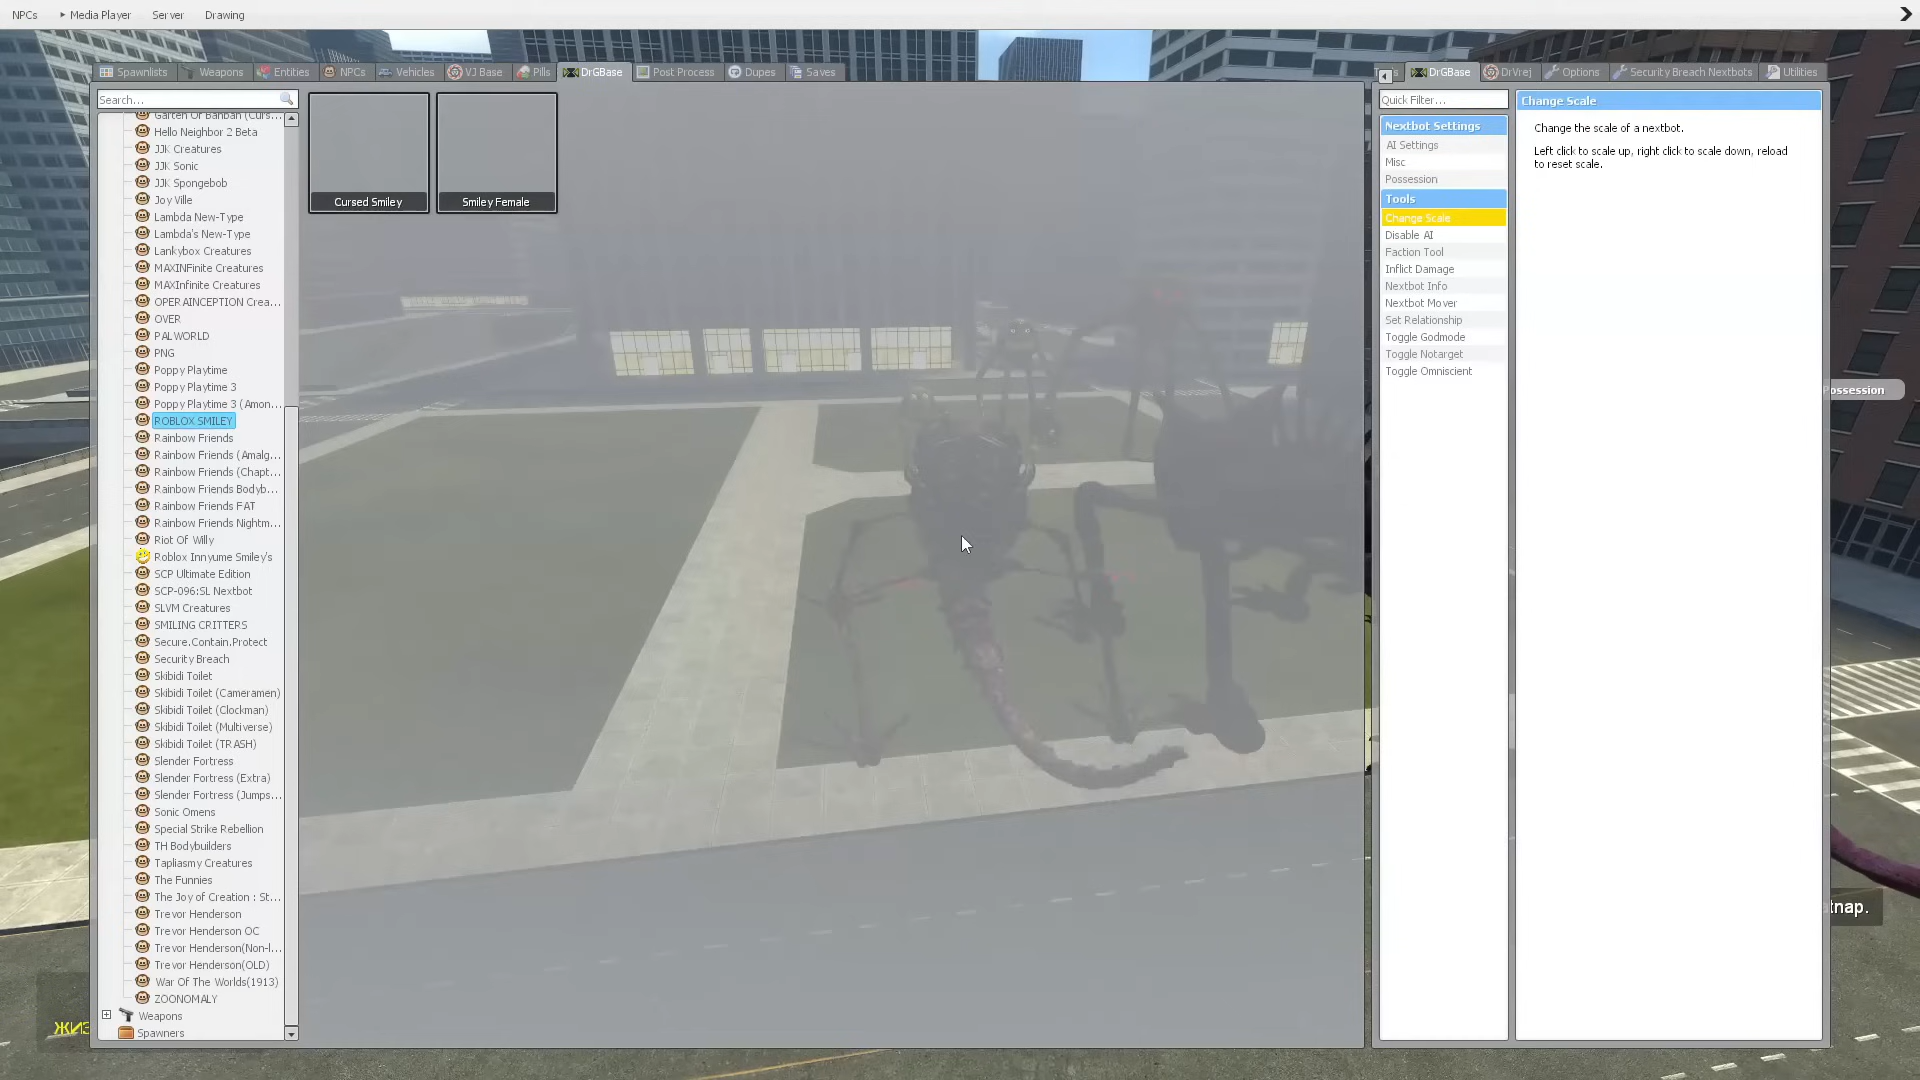 NPCs
Media Player
Server
Drawing
Spawnlists
Weapons
Entities
NPCs
Vehicles
VJ Base
Pills
DrGBase
Post Process
Dupes
Saves
DrGBase
DrVrej
Options
Security Breach Nextbots
Utilities
Search...
Garten Of Banban (Curs...
Hello Neighbor 2 Beta
JJK Creatures
JJK Sonic
JJK Spongebob
Joy Ville
Lambda New-Type
Lambda's New-Type
Lankybox Creatures
MAXINFinite Creatures
MAXInfinite Creatures
OPERAINCEPTION Crea...
OVER
PALWORLD
PNG
Poppy Playtime
Poppy Playtime 3
Poppy Playtime 3 (Amon...
ROBLOX SMILEY
Rainbow Friends
Rainbow Friends (Amalg...
Rainbow Friends (Chapt...
Rainbow Friends Bodyb...
Rainbow Friends FAT
Rainbow Friends Nightm...
Riot Of Willy
Roblox Innyume Smiley's
SCP Ultimate Edition
SCP-096:SL Nextbot
SLVM Creatures
SMILING CRITTERS
Secure.Contain.Protect
Security Breach
Skibidi Toilet
Skibidi Toilet (Cameramen)
Skibidi Toilet (Clockman)
Skibidi Toilet (Multiverse)
Skibidi Toilet (TRASH)
Slender Fortress
Slender Fortress (Extra)
Slender Fortress (Jumps...
Sonic Omens
Special Strike Rebellion
TH Bodybuilders
Tapliasmy Creatures
The Funnies
The Joy of Creation : St...
Trevor Henderson
Trevor Henderson OC
Trevor Henderson(Non-l...
Trevor Henderson(OLD)
War Of The Worlds(1913)
ZOONOMALY
Weapons
Spawners
Cursed Smiley
Smiley Female
Quick Filter...
Nextbot Settings
AI Settings
Misc
Possession
Tools
Change Scale
Disable AI
Faction Tool
Inflict Damage
Nextbot Info
Nextbot Mover
Set Relationship
Toggle Godmode
Toggle Notarget
Toggle Omniscient
Change Scale
Change the scale of a nextbot.
Left click to scale up, right click to scale down, reload
to reset scale.
Possession
tnap.
ЖИЗ